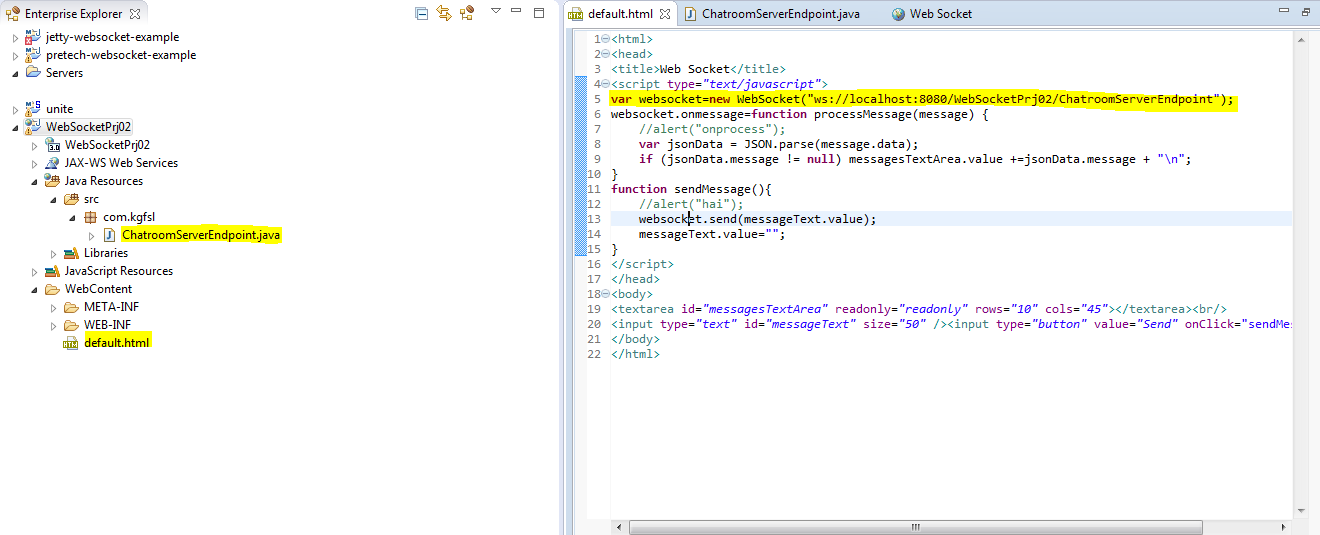 Enterprise Explorer
jetty-websocket-example
pretech-websocket-example
Servers
unite
WebSocketPrj02
WebSocketPrj02
JAX-WS Web Services
Java Resources
src
com.kgfsl
ChatroomServerEndpoint.java
Libraries
JavaScript Resources
WebContent
META-INF
WEB-INF
default.html
default.html ChatroomServerEndpoint.java Web Socket
1 <html>
2 <head>
3 <title>Web Socket</title>
4 <script type="text/javascript">
5 var websocket=new WebSocket("ws://localhost:8080/WebSocketPrj02/ChatroomServerEndpoint");
6 websocket.onmessage=function processMessage(message) {
7 //alert("onprocess");
8 var jsonData = JSON.parse(message.data);
9 if (jsonData.message != null) messagesTextArea.value +=jsonData.message + "\n";
10 }
11 function sendMessage(){
12 //alert("hai");
13 websocket.send(messageText.value);
14 messageText.value="";
15 }
16 </script>
17 </head>
18 <body>
19 <textarea id="messagesTextArea" readonly="readonly" rows="10" cols="45"></textarea><br/>
20 <input type="text" id="messageText" size="50" /><input type="button" value="Send" onClick="sendMes
21 </body>
22 </html>